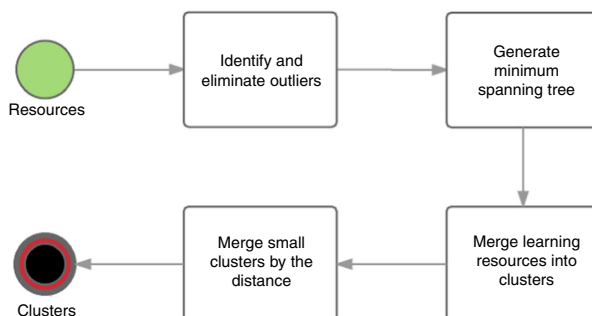 Resources
Identify and
eliminate outliers
Generate
minimum
spanning tree
Merge learning
resources into
clusters
Merge small
clusters by the
distance
Clusters